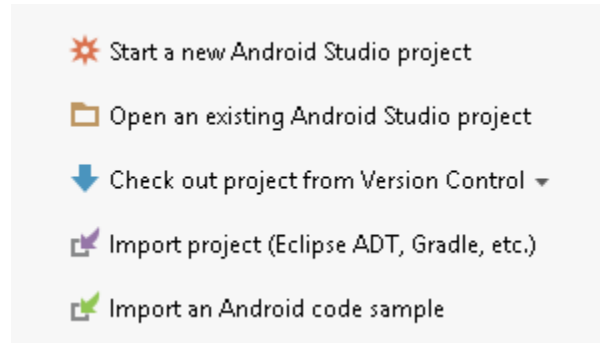 Start a new Android Studio project
Open an existing Android Studio project
Check out project from Version Control
Import project (Eclipse ADT, Gradle, etc.)
Import an Android code sample